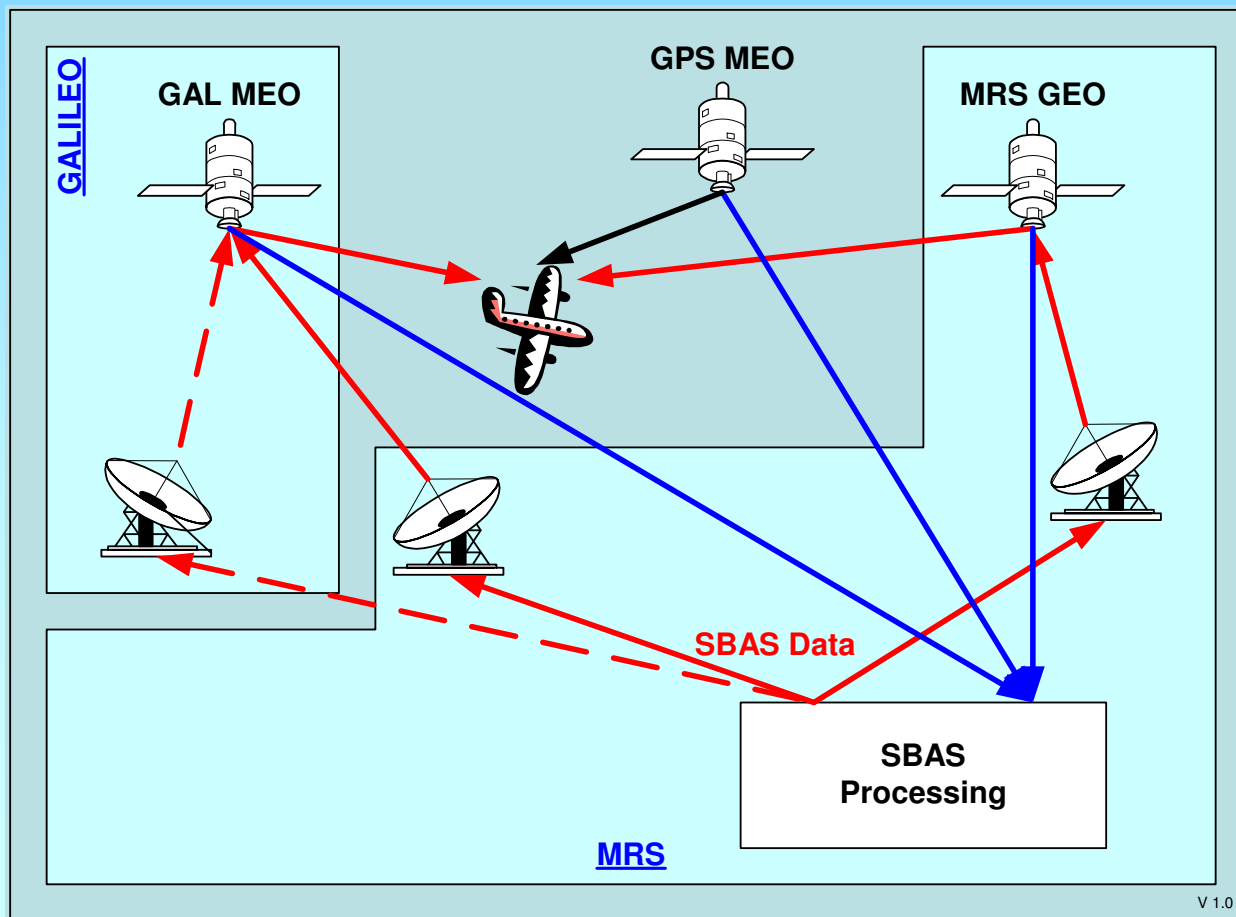 GALILEO
GAL MEO
GPS MEO
MRS GEO
SBAS Data
SBAS
Processing
MRS
V 1.0